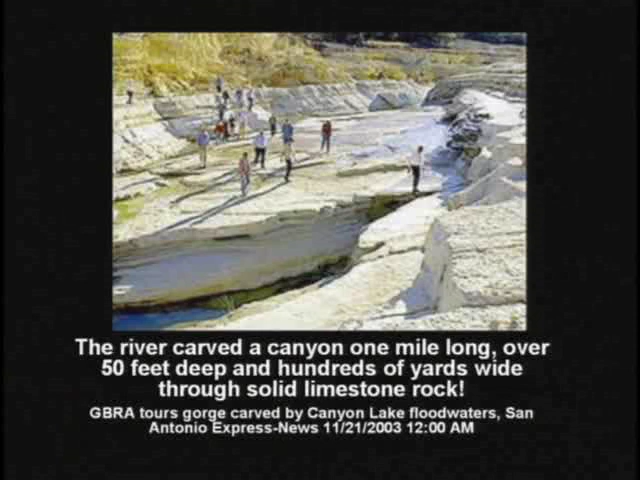 The river carved a canyon one mile long, over
50 feet deep and hundreds of yards wide
through solid limestone rock!
GBRA tours gorge carved by Canyon Lake floodwaters, San
Antonio Express-News 11/21/2003 12:00 AM